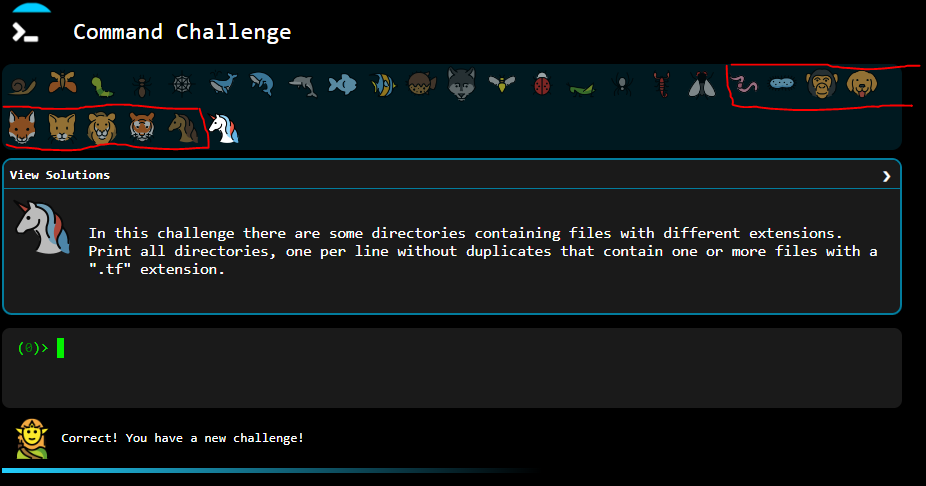 Command Challenge
View Solutions
In this challenge there are some directories containing files with different extensions.
Print all directories, one per line without duplicates that contain one or more files with a
".tf" extension.
(0)>
Correct! You have a new challenge!